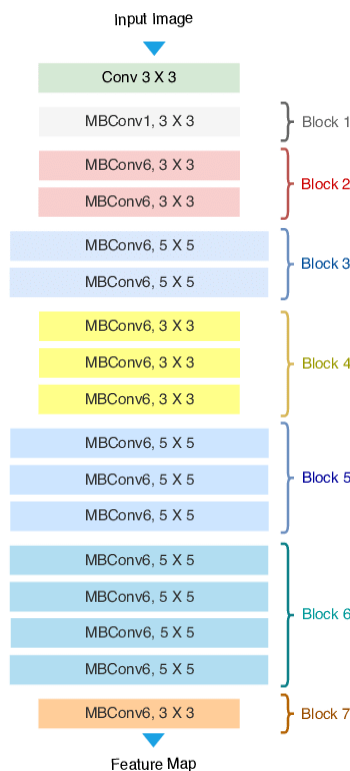 Input Image
Conv 3 X 3
MBConv1, 3 X 3
Block 1
MBConv6, 3 X 3
Block 2
MBConv6, 3 X 3
MBConv6, 5 X 5
Block 3
MBConv6, 5 X 5
MBConv6, 3 X 3
MBConv6, 3 X 3
Block 4
MBConv6, 3 X 3
MBConv6, 5 X 5
MBConv6, 5 X 5
Block 5
MBConv6, 5 X 5
MBConv6, 5 X 5
MBConv6, 5 X 5
Block 6
MBConv6, 5 X 5
MBConv6, 5 X 5
MBConv6, 3 X 3
Block 7
Feature Map